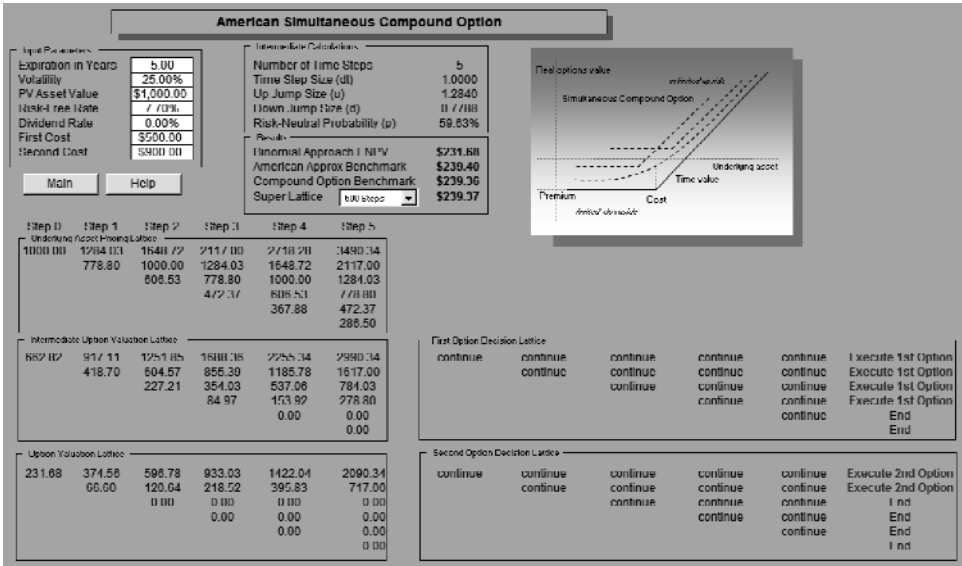 American Simultaneous Compound Option
Input Parameters
Expiration in Years 5.00
Volatility 25.00%
PV Asset Value $1,000.00
Risk-Free Rate 7.70%
Dividend Rate 0.00%
First Cost $500.00
Second Cost $900.00
Main Help
Intermediate Calculations
Number of Time Steps 5
Time Step Size (dt) 1.0000
Up Jump Size (u) 1.2840
Down Jump Size (d) 0.7788
Risk-Neutral Probability (p) 59.63%
Results
Binomial Approach ENPV $231.68
American Approx Benchmark $239.40
Compound Option Benchmark $239.36
Super Lattice 500 Steps $239.37
Real options value
Simultaneous Compound Option
Underlying asset
Time value
Premium
Cost
Step 0 Step 1 Step 2 Step 3 Step 4 Step 5
Underlying Asset Pricing Lattice
1000.00 1284.03 1648.72 2117.00 2718.28 3490.34
778.80 1000.00 1284.03 1648.72 2117.00
606.53 778.80 1000.00 1284.03
472.37 606.53 778.80
367.88 472.37
286.50
Intermediate Option Valuation Lattice
662.82 917.11 1251.85 1688.36 2255.34 2990.34
418.70 604.57 855.39 1185.78 1617.00
227.21 354.03 537.06 784.03
84.97 153.92 278.80
0.00 0.00
0.00
First Option Decision Lattice
continue continue continue continue continue Execute 1st Option
continue continue continue continue Execute 1st Option
continue continue continue Execute 1st Option
continue continue Execute 1st Option
continue End
End
Option Valuation Lattice
231.68 374.56 596.78 933.03 1422.04 2090.34
66.60 120.64 218.52 395.83 717.00
0.00 0.00 0.00 0.00
0.00 0.00 0.00
0.00 0.00
0.00
Second Option Decision Lattice
continue continue continue continue continue Execute 2nd Option
continue continue continue continue Execute 2nd Option
continue continue continue End
continue continue End
continue End
End